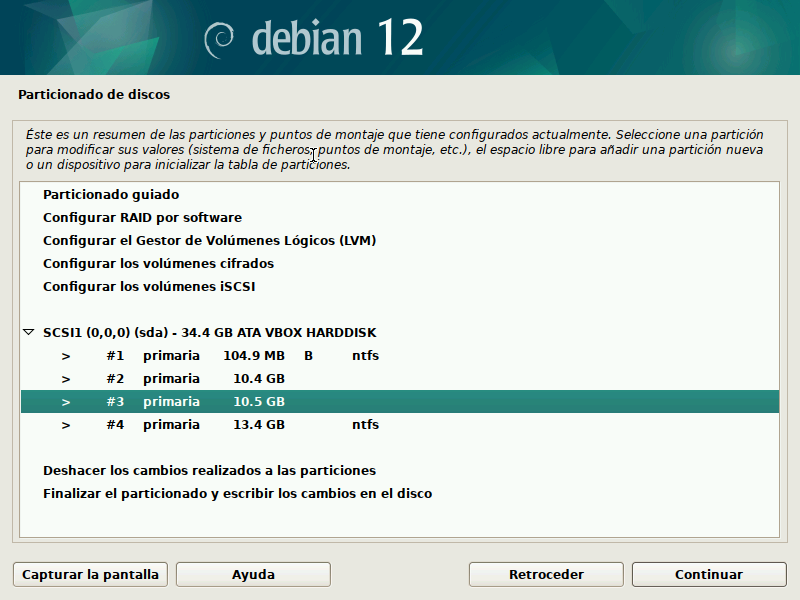 debian 12
Particionado de discos
Éste es un resumen de las particiones y puntos de montaje que tiene configurados actualmente. Seleccione una partición
para modificar sus valores (sistema de ficheros, puntos de montaje, etc.), el espacio libre para añadir una partición nueva
o un dispositivo para inicializar la tabla de particiones.
Particionado guiado
Configurar RAID por software
Configurar el Gestor de Volúmenes Lógicos (LVM)
Configurar los volúmenes cifrados
Configurar los volúmenes iSCSI
SCSI1 (0,0,0) (sda) - 34.4 GB ATA VBOX HARDDISK
> #1 primaria 104.9 MB B ntfs
> #2 primaria 10.4 GB
> #3 primaria 10.5 GB
> #4 primaria 13.4 GB ntfs
Deshacer los cambios realizados a las particiones
Finalizar el particionado y escribir los cambios en el disco
Capturar la pantalla Ayuda Retroceder Continuar